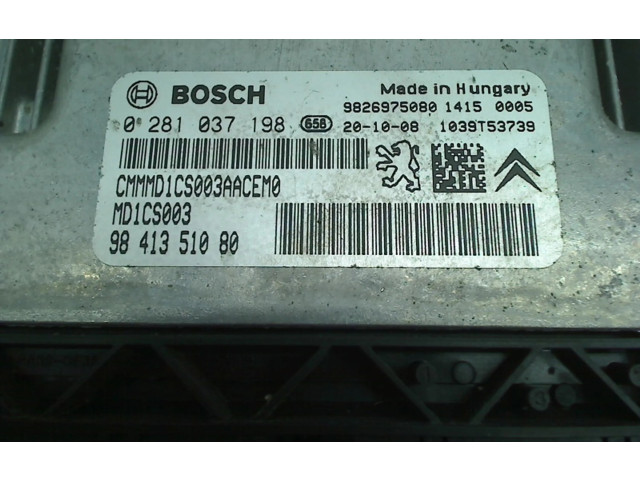 BOSCH Made in Hungary
9826975080 1415 0005
0 281 037 198 G5B 20-10-08 1039T53739
CMMMD1CS003AACEM0
MD1CS003
98 413 510 80